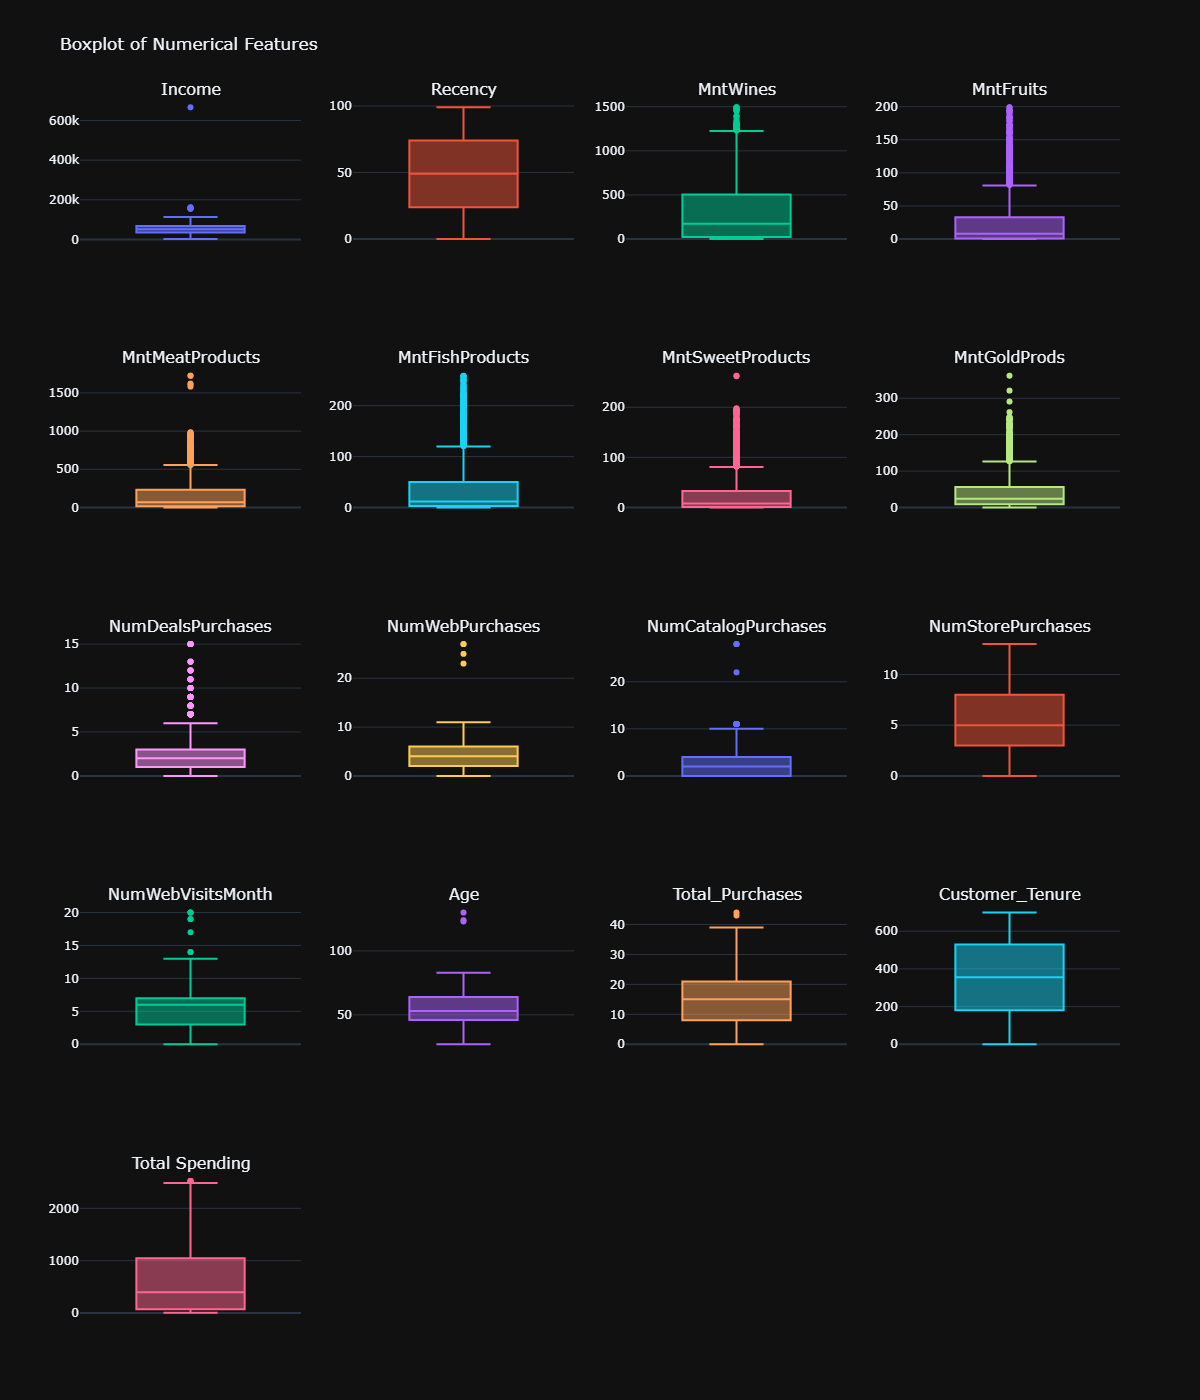 Boxplot of Numerical Features
Income
Recency
MntWines
MntFruits
600k
400k
200k
0
100
50
0
1500
1000
500
0
200
150
100
50
0
MntMeatProducts
MntFishProducts
MntSweetProducts
MntGoldProds
1500
1000
500
0
200
100
0
200
100
0
300
200
100
0
NumDealsPurchases
NumWebPurchases
NumCatalogPurchases
NumStorePurchases
15
10
5
0
20
10
0
20
10
0
10
5
0
NumWebVisitsMonth
Age
Total_Purchases
Customer_Tenure
20
15
10
5
0
100
50
40
30
20
10
0
600
400
200
0
Total Spending
2000
1000
0